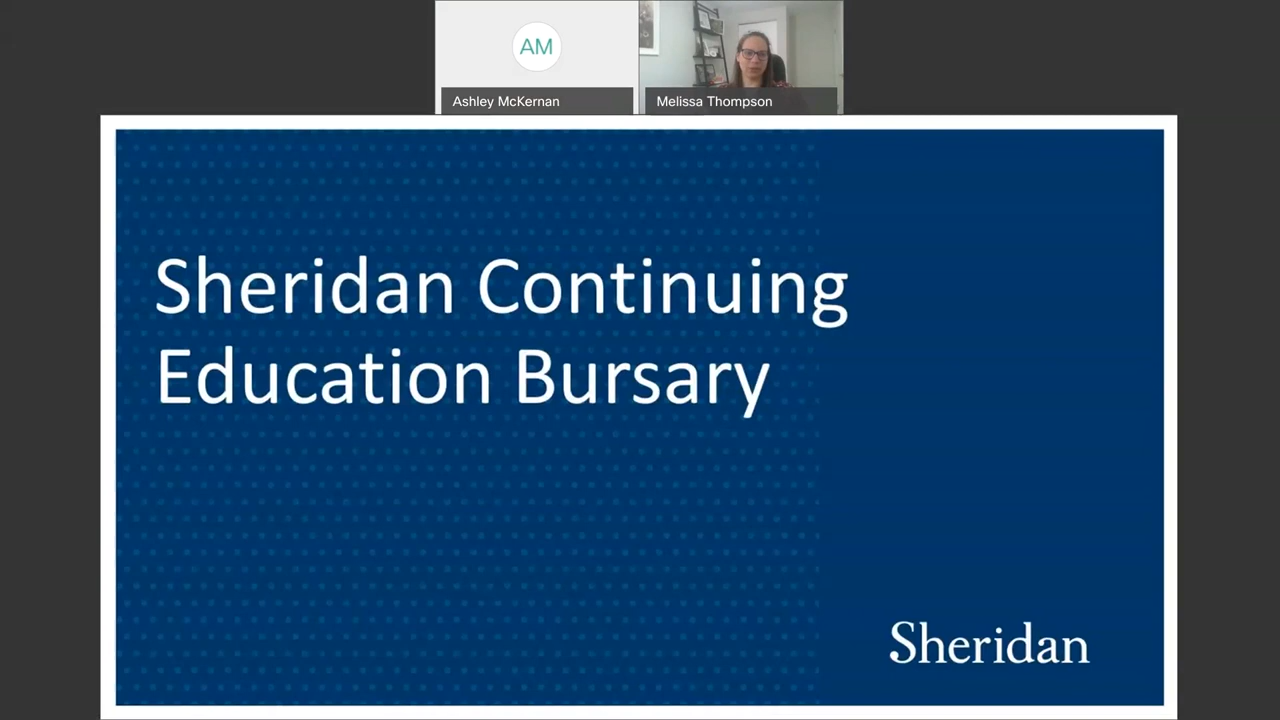 AM
Ashley McKernan
Melissa Thompson
Sheridan Continuing
Education Bursary
Sheridan